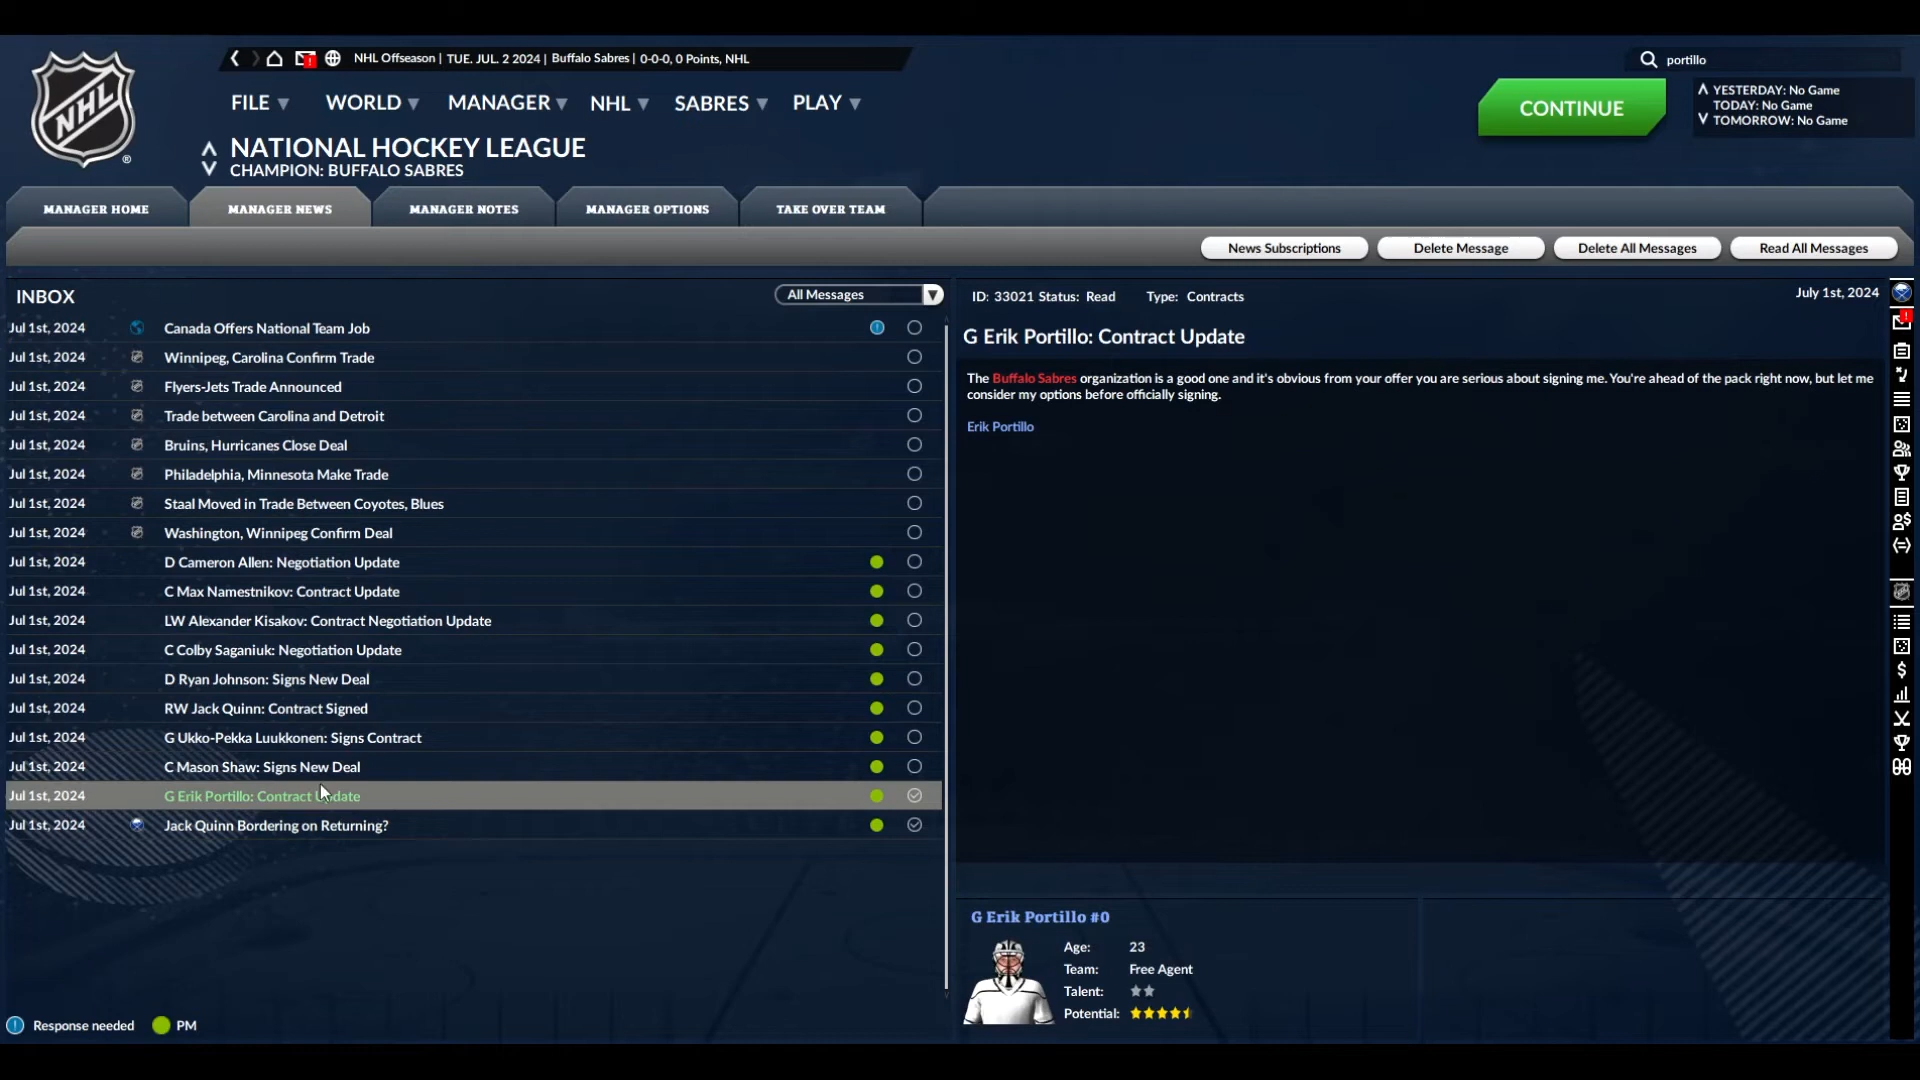 NHL Offseason | TUE. JUL. 2 2024 | Buffalo Sabres | 0-0-0, 0 Points, NHL
portillo
NHL
FILE WORLD MANAGER NHL SABRES PLAY
CONTINUE
YESTERDAY: No Game
TODAY: No Game
TOMORROW: No Game
NATIONAL HOCKEY LEAGUE
CHAMPION: BUFFALO SABRES
MANAGER HOME MANAGER NEWS MANAGER NOTES MANAGER OPTIONS TAKE OVER TEAM
News Subscriptions Delete Message Delete All Messages Read All Messages
INBOX All Messages
Jul 1st, 2024 Canada Offers National Team Job
Jul 1st, 2024 Winnipeg, Carolina Confirm Trade
Jul 1st, 2024 Flyers-Jets Trade Announced
Jul 1st, 2024 Trade between Carolina and Detroit
Jul 1st, 2024 Bruins, Hurricanes Close Deal
Jul 1st, 2024 Philadelphia, Minnesota Make Trade
Jul 1st, 2024 Staal Moved in Trade Between Coyotes, Blues
Jul 1st, 2024 Washington, Winnipeg Confirm Deal
Jul 1st, 2024 D Cameron Allen: Negotiation Update
Jul 1st, 2024 C Max Namestnikov: Contract Update
Jul 1st, 2024 LW Alexander Kisakov: Contract Negotiation Update
Jul 1st, 2024 C Colby Saganiuk: Negotiation Update
Jul 1st, 2024 D Ryan Johnson: Signs New Deal
Jul 1st, 2024 RW Jack Quinn: Contract Signed
Jul 1st, 2024 G Ukko-Pekka Luukkonen: Signs Contract
Jul 1st, 2024 C Mason Shaw: Signs New Deal
Jul 1st, 2024 G Erik Portillo: Contract Update
Jul 1st, 2024 Jack Quinn Bordering on Returning?
Response needed PM
ID: 33021 Status: Read Type: Contracts July 1st, 2024
G Erik Portillo: Contract Update
The Buffalo Sabres organization is a good one and it's obvious from your offer you are serious about signing me. You're ahead of the pack right now, but let me
consider my options before officially signing.
Erik Portillo
G Erik Portillo #0
Age: 23
Team: Free Agent
Talent:
Potential: